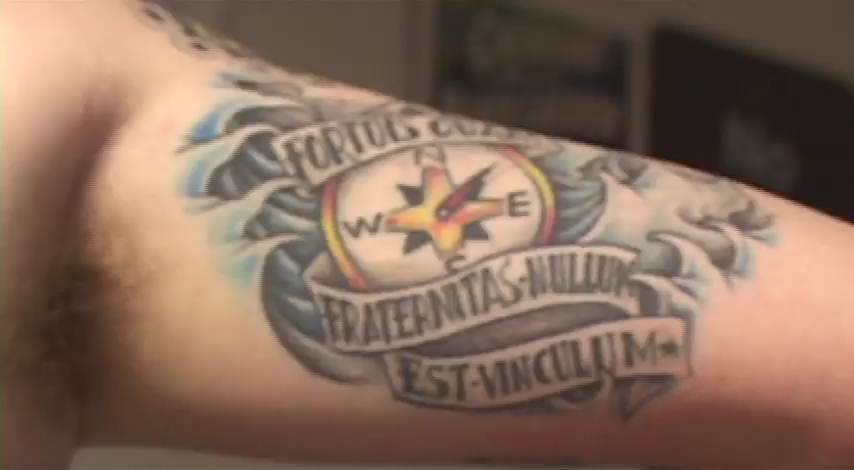 FORTUIS
N
W E
S
FRATERNITAS-NULLUM
EST-VINCULUM